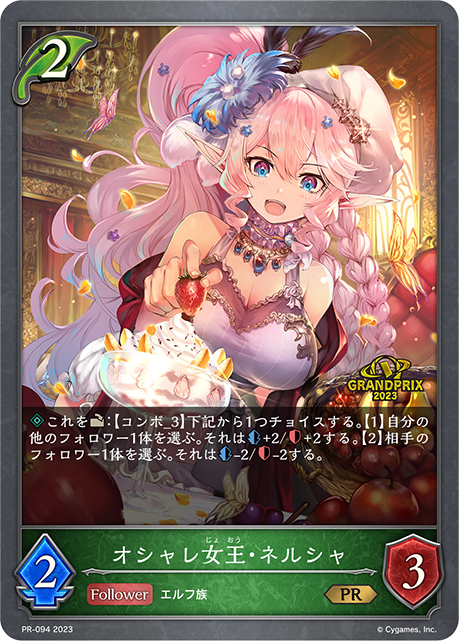 2
GRANDPRIX
2023
これを:【コンボ_3】下記から1つチョイスする。【1】自分の
他のフォロワー1体を選ぶ。それは+2/+2する。【2】相手の
フォロワー1体を選ぶ。それは-2/-2する。
じょ おう
オシャレ女王・ネルシャ
2
Follower エルフ族
PR
3
PR-094 2023
© Cygames, Inc.